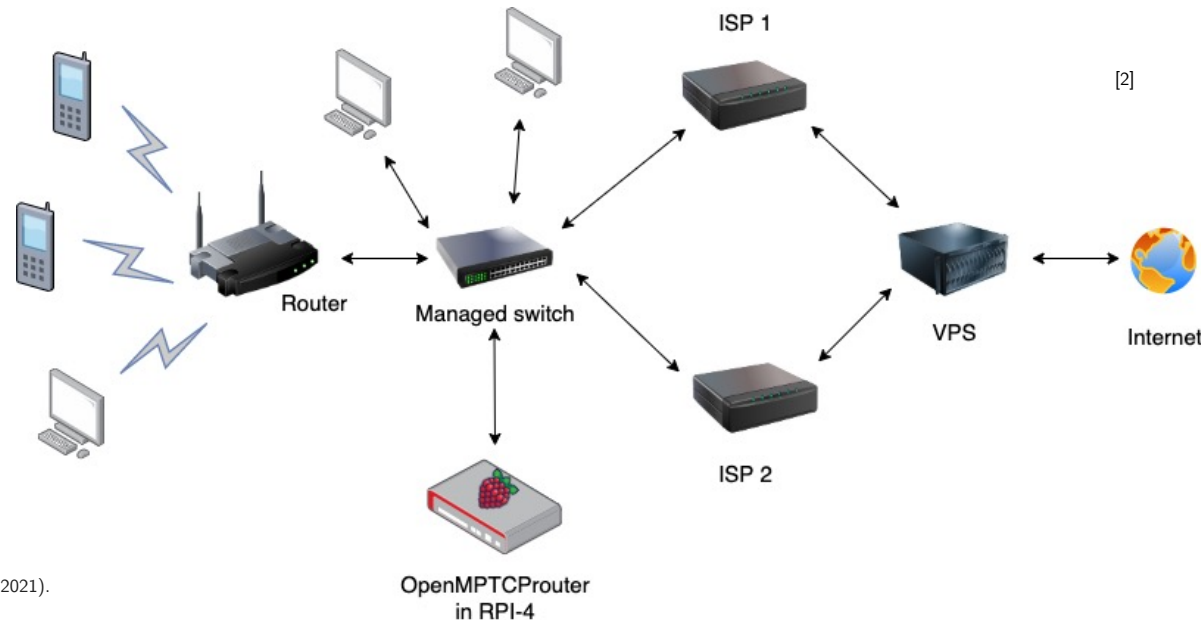 ISP 1
[2]
Router
Managed switch
VPS
Internet
ISP 2
2021).
OpenMPTCProuter
in RPI-4